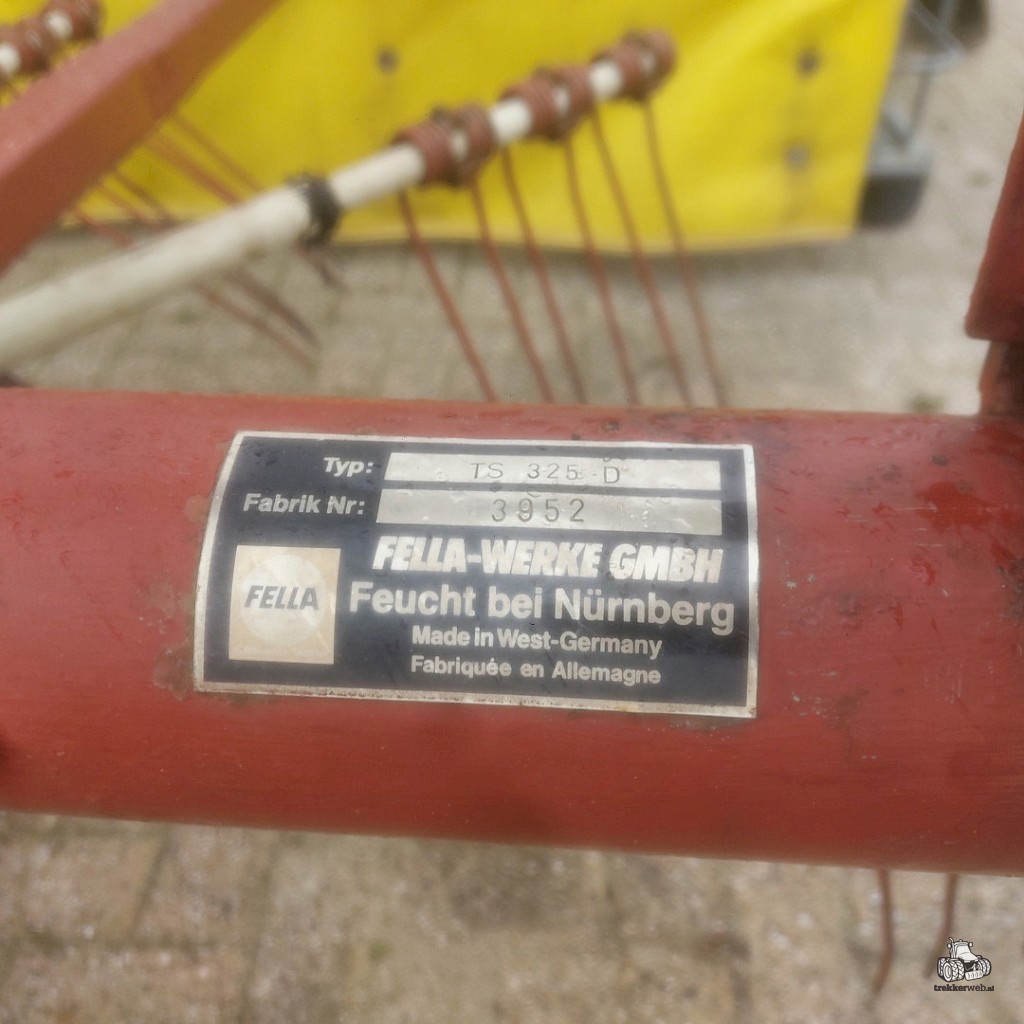 Typ: TS 325 D
Fabrik Nr: 3952
FELLA
FELLA-WERKE GMBH
Feucht bei Nürnberg
Made in West-Germany
Fabriquée en Allemagne
trekkerweb.nl